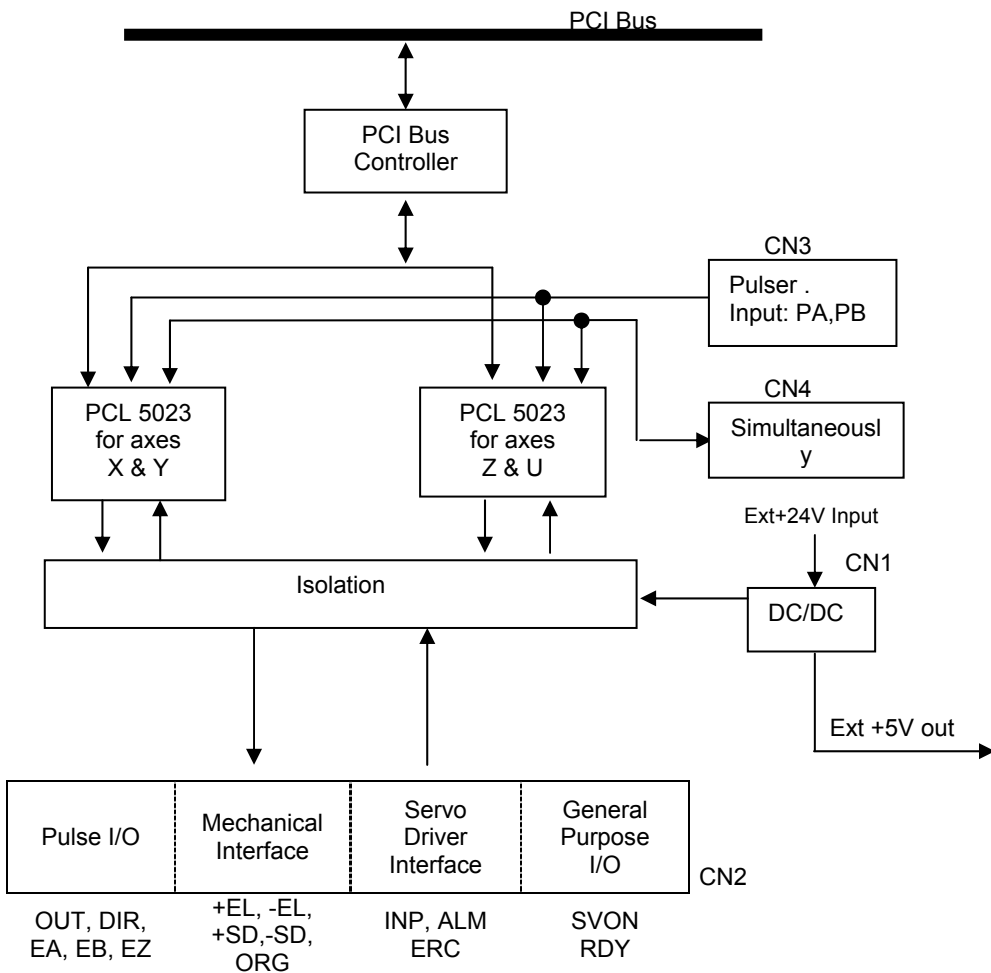 PCI Bus
PCI Bus
Controller
CN3
Pulser .
Input: PA,PB
CN4
Simultaneousl
y
PCL 5023
for axes
X & Y
PCL 5023
for axes
Z & U
Ext+24V Input
CN1
DC/DC
Isolation
Ext +5V out
Pulse I/O
Mechanical
Interface
Servo
Driver
Interface
General
Purpose
I/O
CN2
OUT, DIR,
EA, EB, EZ
+EL, -EL,
+SD,-SD,
ORG
INP, ALM
ERC
SVON
RDY